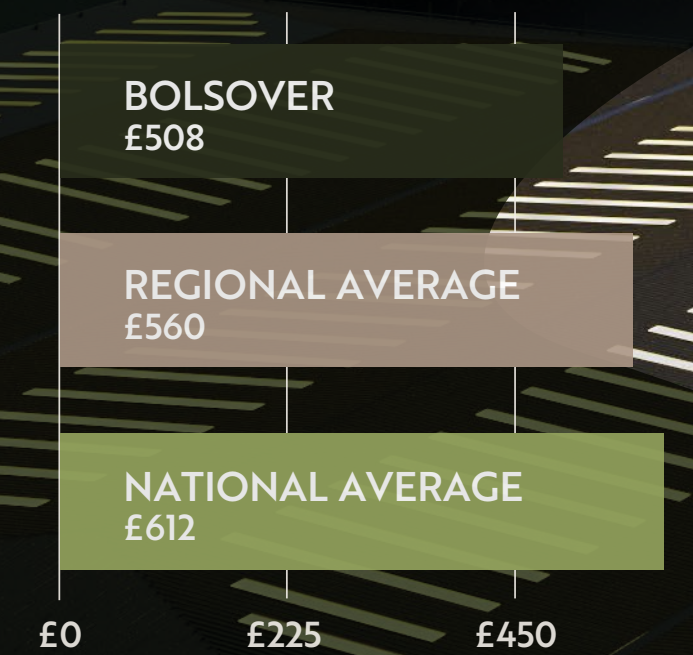 BOLSOVER
£508
REGIONAL AVERAGE
£560
NATIONAL AVERAGE
£612
£0 £225 £450